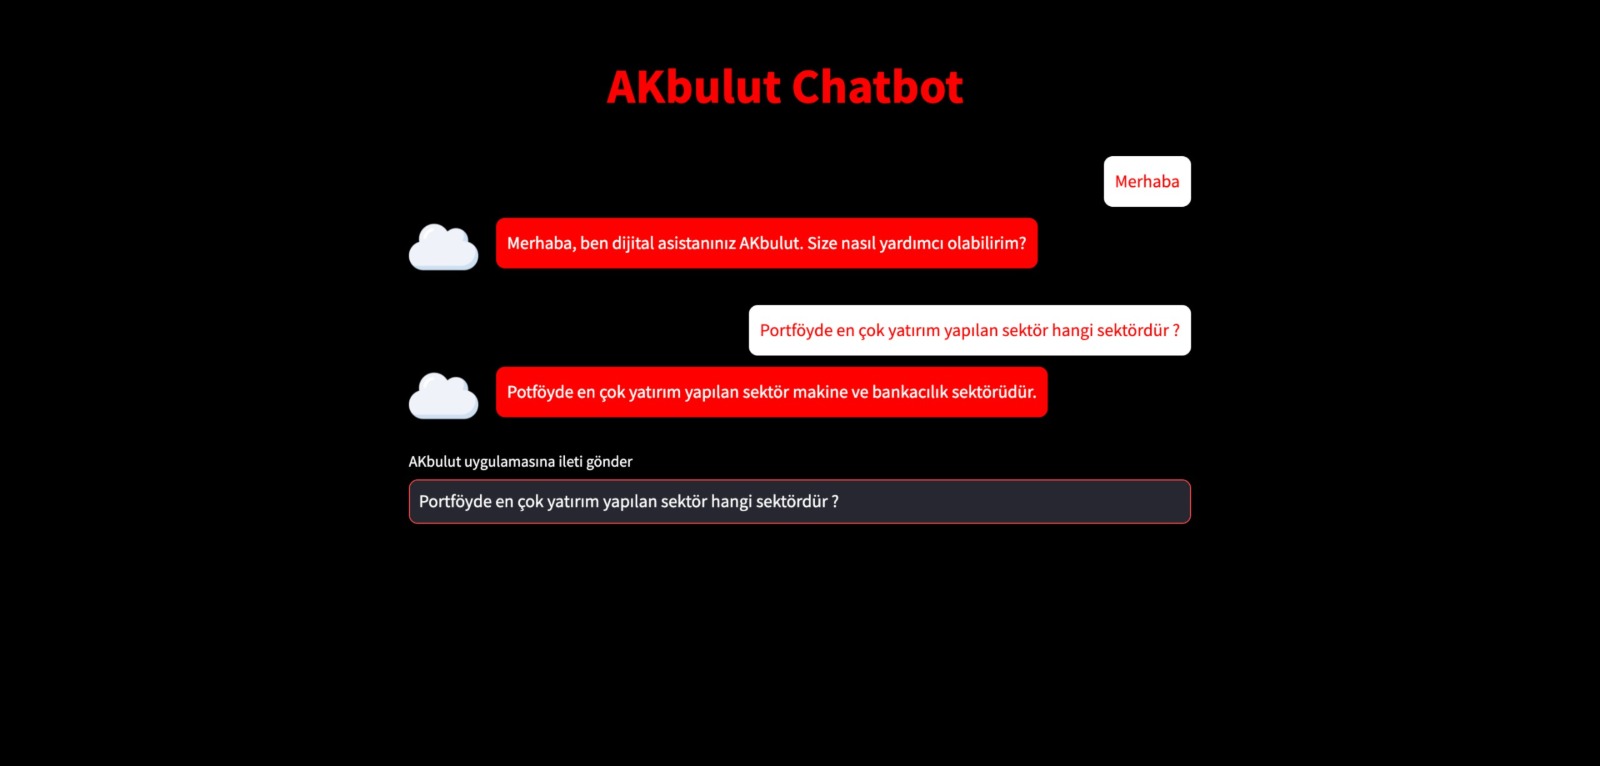 AKbulut Chatbot
Merhaba
Merhaba, ben dijital asistanınız AKbulut. Size nasıl yardımcı olabilirim?
Portföyde en çok yatırım yapılan sektör hangi sektördür ?
Potföyde en çok yatırım yapılan sektör makine ve bankacılık sektörüdür.
AKbulut uygulamasına ileti gönder
Portföyde en çok yatırım yapılan sektör hangi sektördür ?